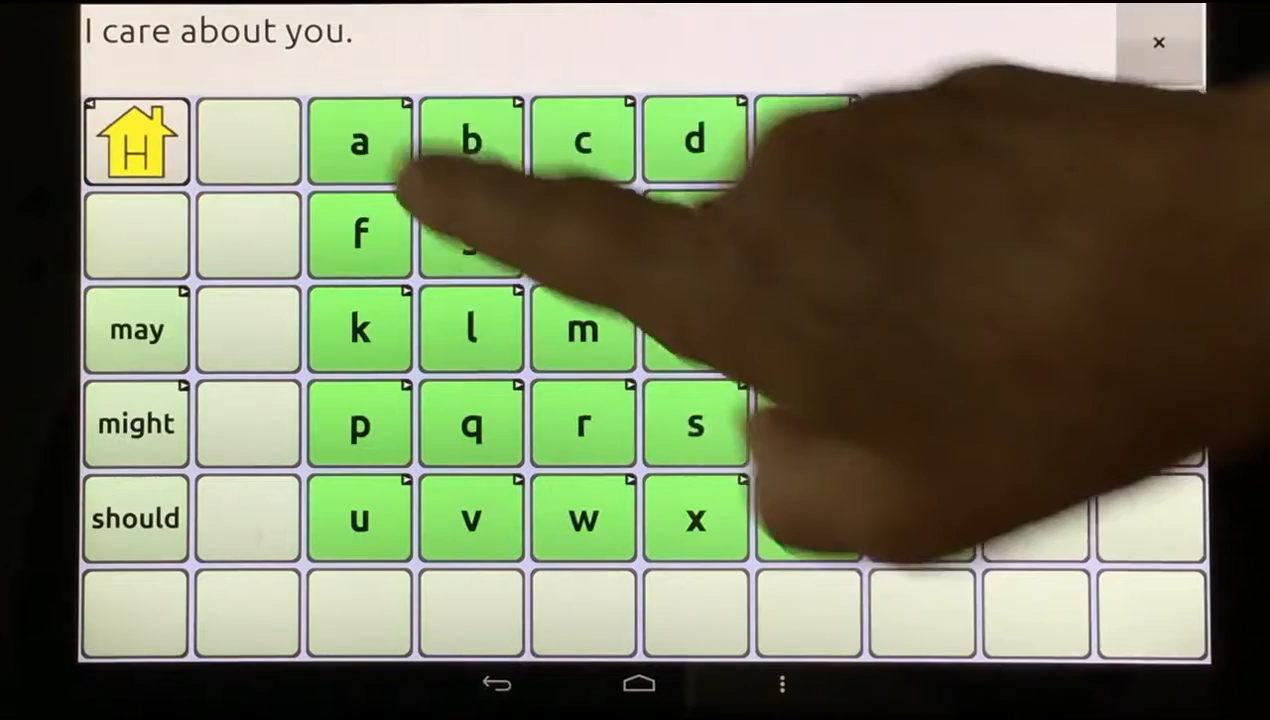 I care about you.
×
H a b c d
f
may k l m
might p q r s
should u v w x